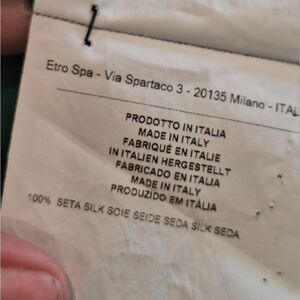 Etro Spa - Via Spartaco 3 - 20135 Milano - ITAL
PRODOTTO IN ITALIA
MADE IN ITALY
FABRIQUÉ EN ITALIE
IN ITALIEN HERGESTELLT
FABRICADO EN ITALIA
MADE IN ITALY
PRODUZIDO EM ITÁLIA
100% SETA SILK SOIE SEIDE SEDA SILK SEDA